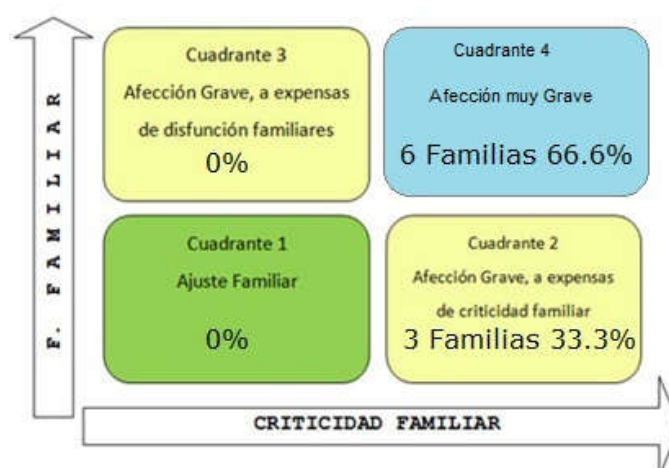 Cuadrante 3
Afección Grave, a expensas
de disfunción familiares
0%
Cuadrante 4
Afección muy Grave
6 Familias 66.6%
Cuadrante 1
Ajuste Familiar
0%
Cuadrante 2
Afección Grave, a expensas
de criticidad familiar
3 Familias 33.3%
F. FAMILIAR
CRITICIDAD FAMILIAR